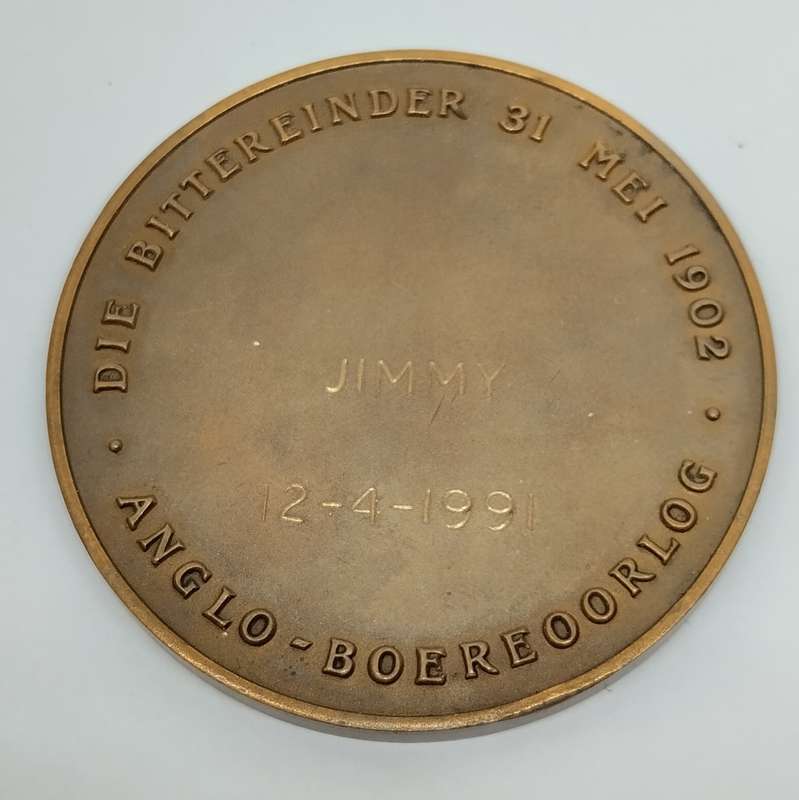 DIE BITTEREINDER 31 MEI 1902
JIMMY
12-4-1991
ANGLO-BOEREOORLOG